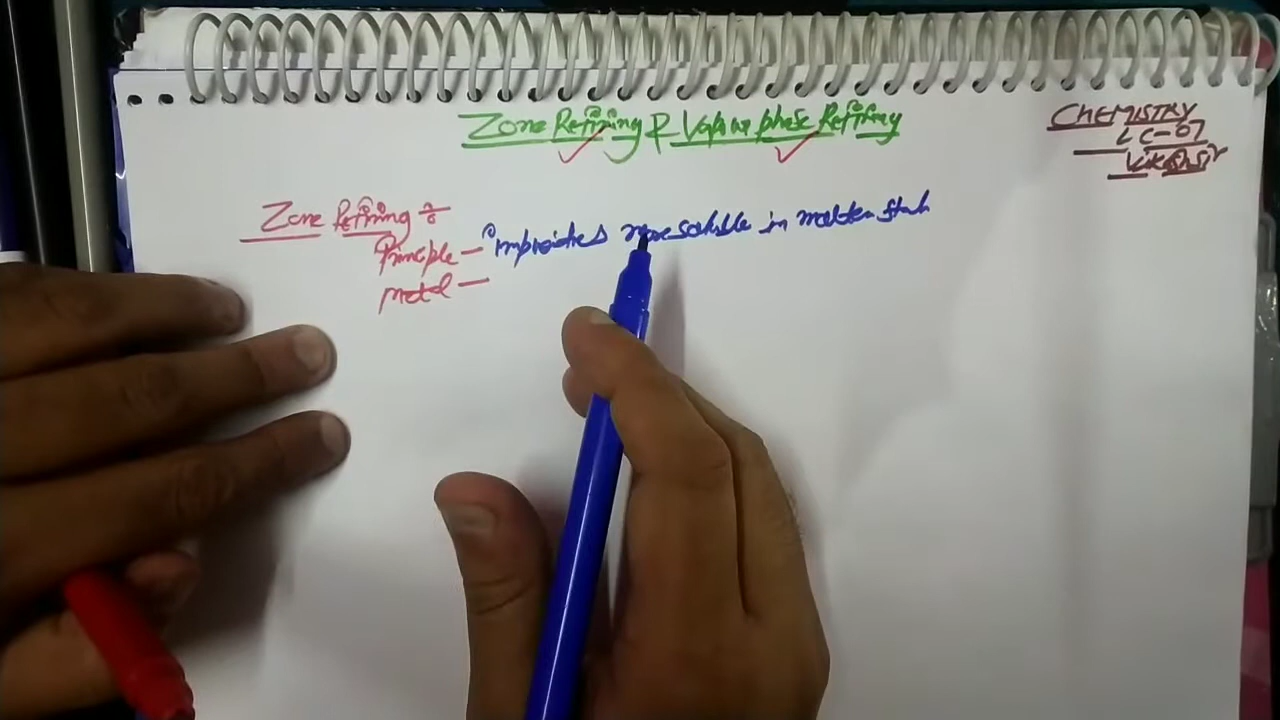 Zone Refining & Vapour phase Refining
CHEMISTRY
LC-07
Zone Refining ÷
Principle - impurities more soluble in molten state
Metal -